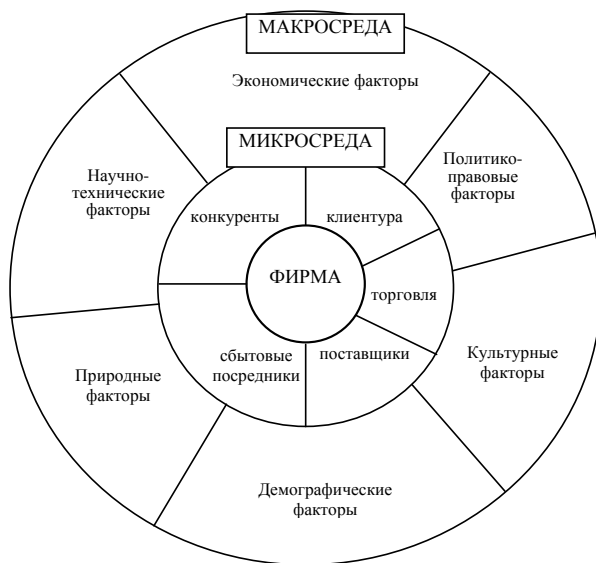 МАКРОСРЕДА
Экономические факторы
МИКРОСРЕДА
Научно-
технические
факторы
Политико-
правовые
факторы
конкуренты
клиентура
ФИРМА
торговля
сбытовые
посредники
поставщики
Природные
факторы
Культурные
факторы
Демографические
факторы